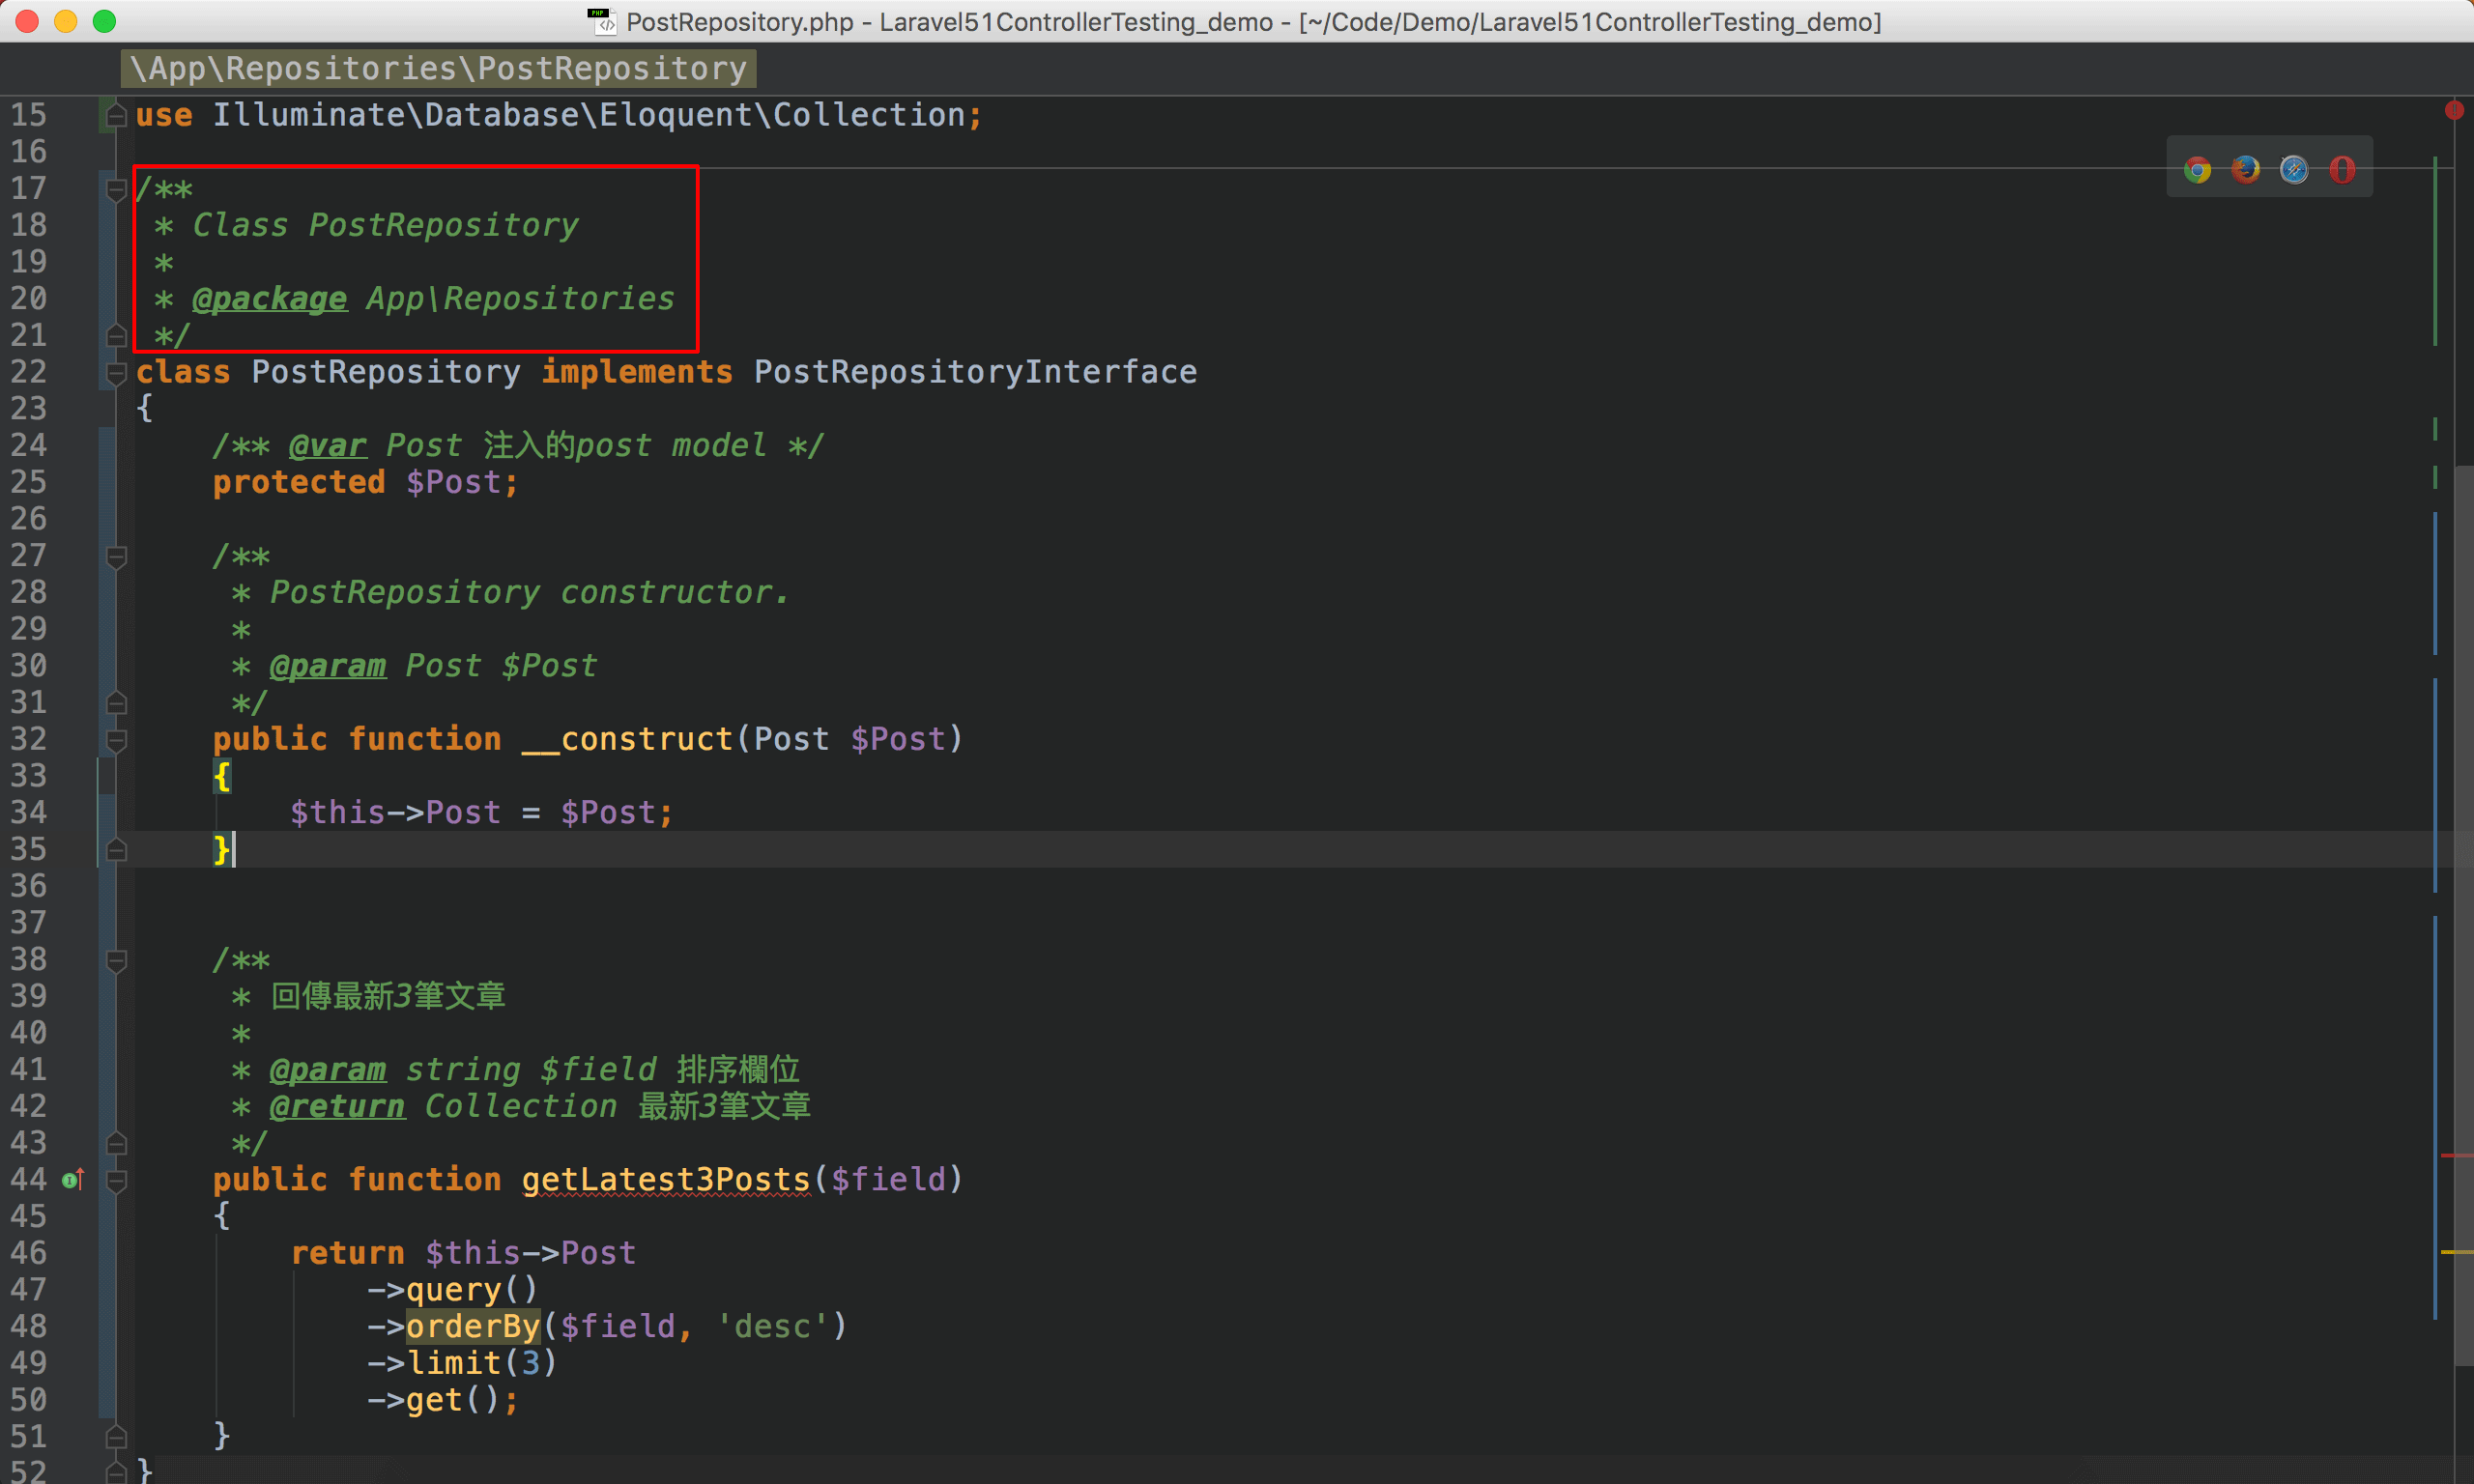 PostRepository.php - Laravel51ControllerTesting_demo - [~/Code/Demo/Laravel51ControllerTesting_demo]
\App\Repositories\PostRepository
15 use Illuminate\Database\Eloquent\Collection;
16
17 /**
18  * Class PostRepository
19  *
20  * @package App\Repositories
21  */
22 class PostRepository implements PostRepositoryInterface
23 {
24     /** @var Post 注入的post model */
25     protected $Post;
26
27     /**
28      * PostRepository constructor.
29      *
30      * @param Post $Post
31      */
32     public function __construct(Post $Post)
33     {
34         $this->Post = $Post;
35     }
36
37
38     /**
39      * 回傳最新3筆文章
40      *
41      * @param string $field 排序欄位
42      * @return Collection 最新3筆文章
43      */
44     public function getLatest3Posts($field)
45     {
46         return $this->Post
47             ->query()
48             ->orderBy($field, 'desc')
49             ->limit(3)
50             ->get();
51     }
52 }